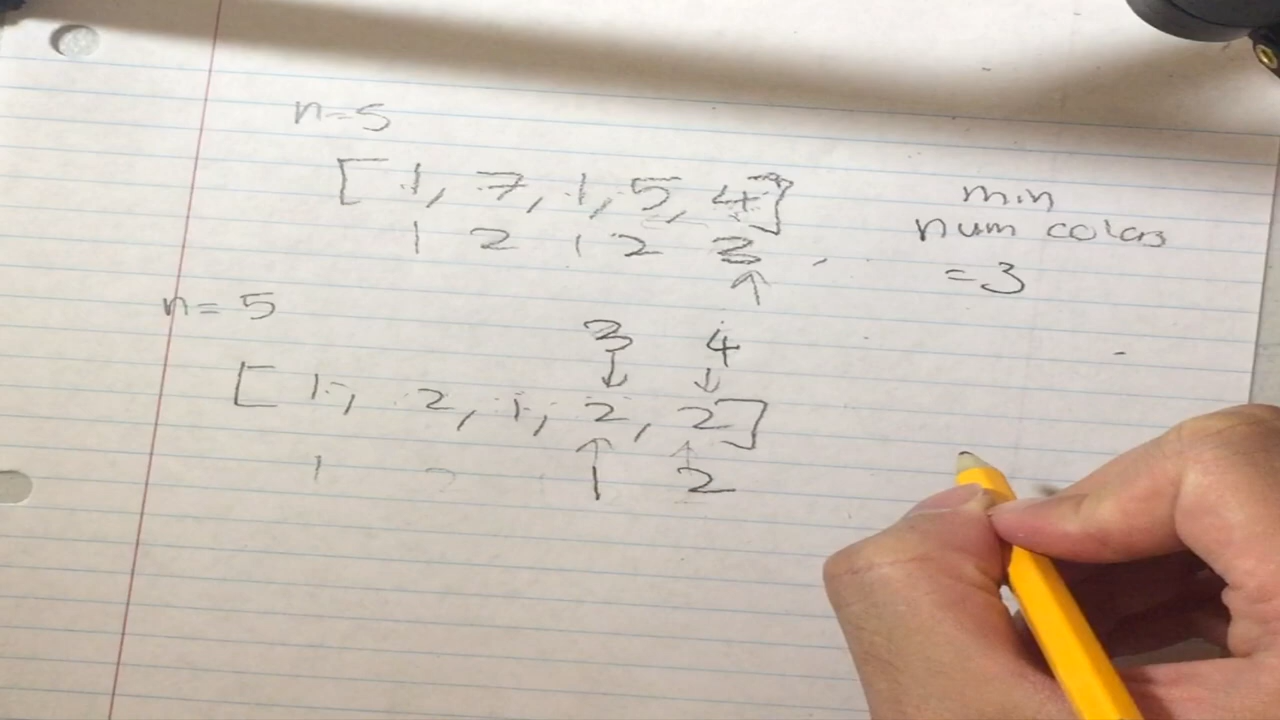 n=5
[1, 7, 1, 5, 4]
1 2 1 2 3
min
num colors
=3
n=5
3 4
[1, 2, 1, 2, 2]
1 1 2